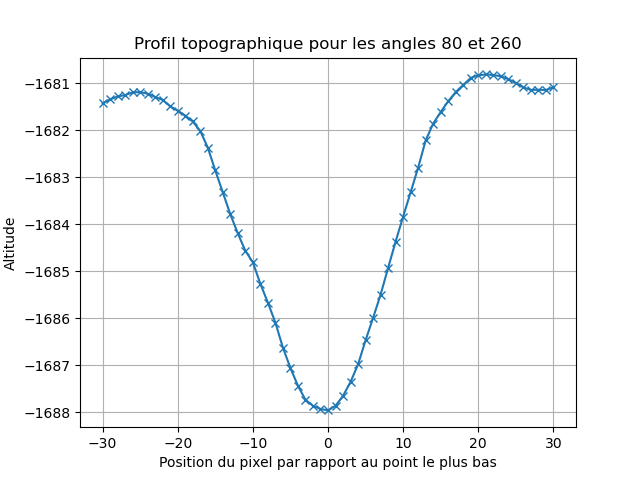 Profil topographique pour les angles 80 et 260
Altitude
−1681
−1682
−1683
−1684
−1685
−1686
−1687
−1688
−30 −20 −10 0 10 20 30
Position du pixel par rapport au point le plus bas